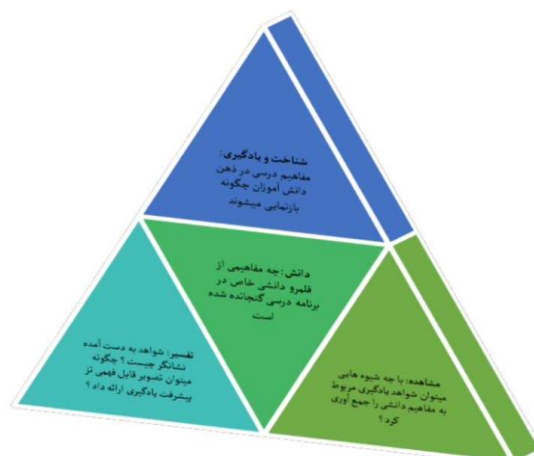 شناخت و یادگیری:
مفاهیم درسی در ذهن
دانش آموزان چگونه
بازنمایی میشوند
دانش: چه مفاهیمی از
قلمرو دانشی خاص در
برنامه درسی گنجانده شده
است
تفسیر: شواهد به دست آمده
نشانگر چیست ؟ چگونه
میتوان تصویر قابل فهمی تز
پیشرفت یادگیری ارائه داد ؟
مشاهده: با چه شیوه هایی
میتوان شواهد یادگیری مربوط
به مفاهیم دانشی را جمع آوری
کرد ؟